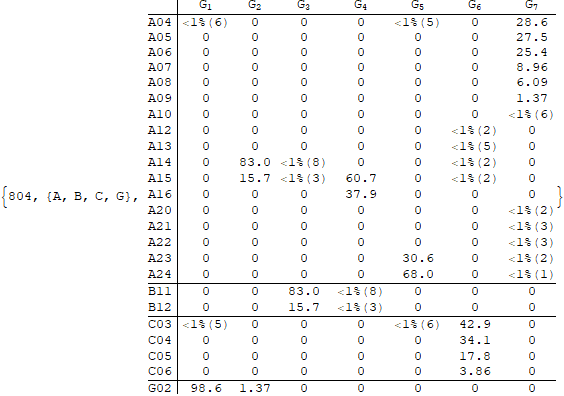 G1 G2 G3 G4 G5 G6 G7
A04 <1%(6) 0 0 0 <1%(5) 0 28.6
A05 0 0 0 0 0 0 27.5
A06 0 0 0 0 0 0 25.4
A07 0 0 0 0 0 0 8.96
A08 0 0 0 0 0 0 6.09
A09 0 0 0 0 0 0 1.37
A10 0 0 0 0 0 0 <1%(6)
A12 0 0 0 0 0 <1%(2) 0
A13 0 0 0 0 0 <1%(5) 0
A14 0 83.0 <1%(8) 0 0 <1%(2) 0
A15 0 15.7 <1%(3) 60.7 0 <1%(2) 0
{804, {A, B, C, G}, A16 0 0 0 37.9 0 0 0 }
A20 0 0 0 0 0 0 <1%(2)
A21 0 0 0 0 0 0 <1%(3)
A22 0 0 0 0 0 0 <1%(3)
A23 0 0 0 0 30.6 0 <1%(2)
A24 0 0 0 0 68.0 0 <1%(1)
B11 0 0 83.0 <1%(8) 0 0 0
B12 0 0 15.7 <1%(3) 0 0 0
C03 <1%(5) 0 0 0 <1%(6) 42.9 0
C04 0 0 0 0 0 34.1 0
C05 0 0 0 0 0 17.8 0
C06 0 0 0 0 0 3.86 0
G02 98.6 1.37 0 0 0 0 0